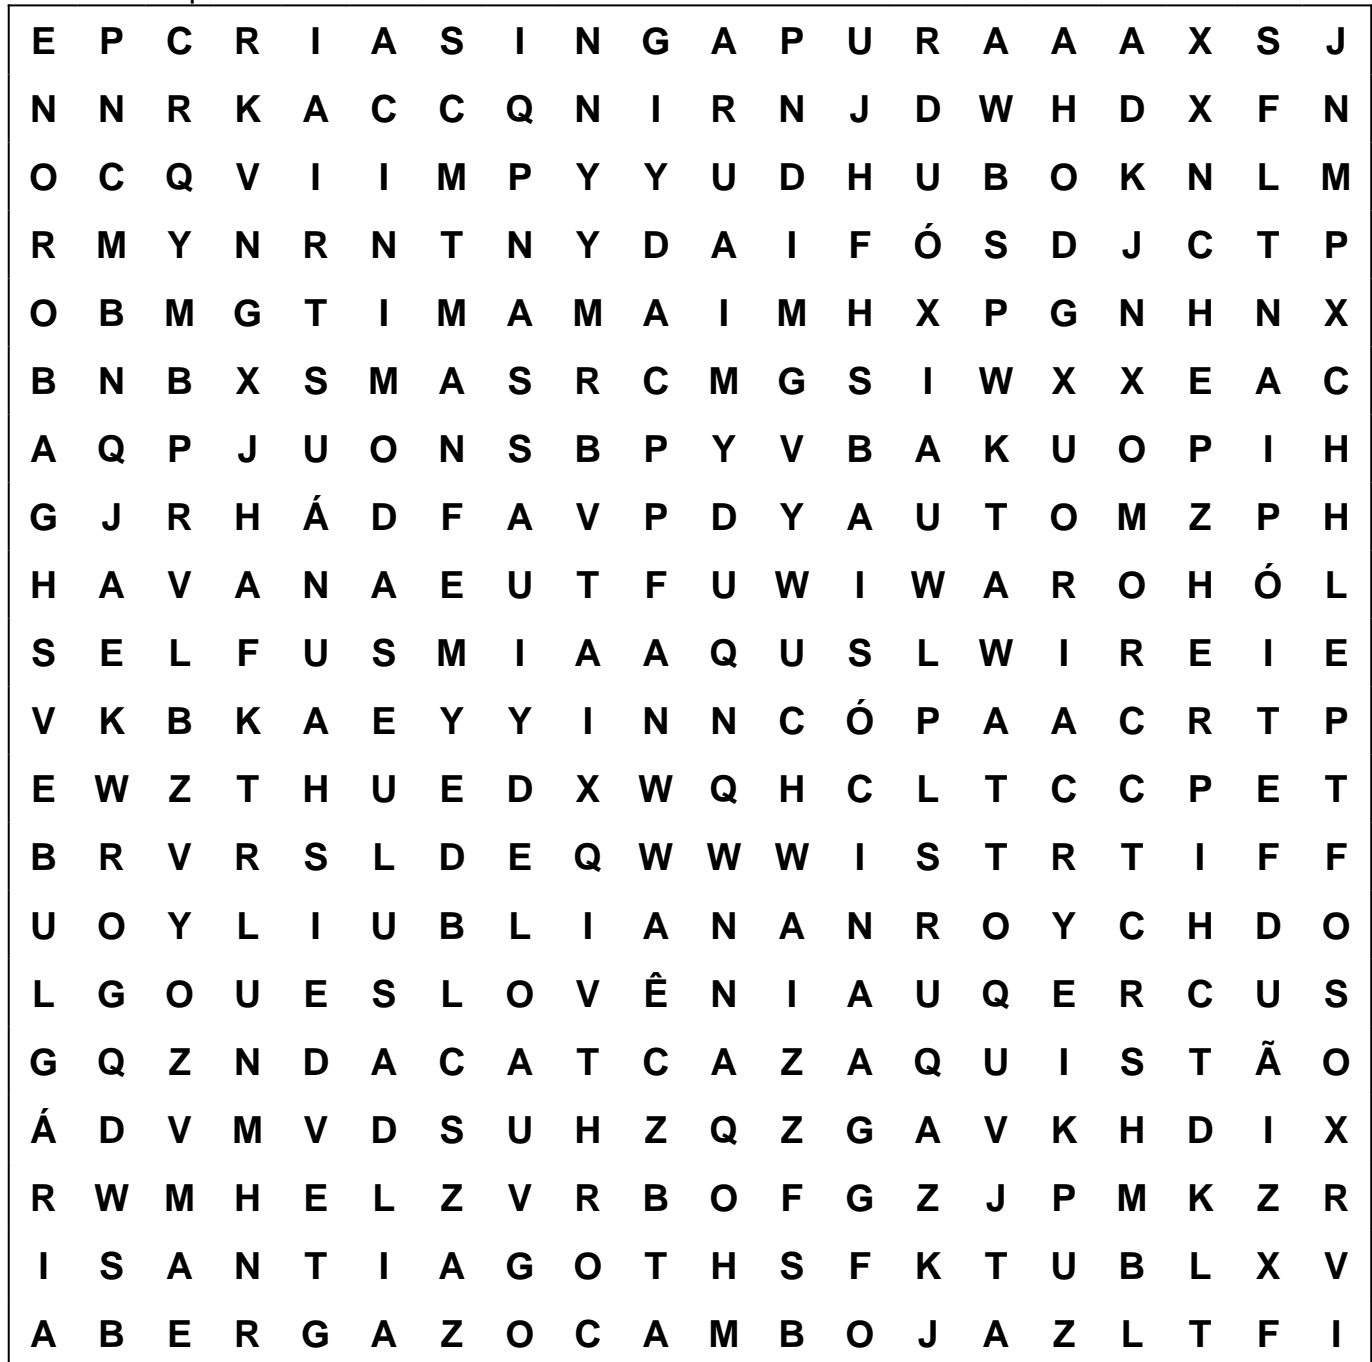 E P C R I A S I N G A P U R A A A X S J
N N R K A C C Q N I R N J D W H D X F N
O C Q V I I M P Y Y U D H U B O K N L M
R M Y N R N T N Y D A I F Ó S D J C T P
O B M G T I M A M A I M H X P G N H N X
B N B X S M A S R C M G S I W X X E A C
A Q P J U O N S B P Y V B A K U O P I H
G J R H Á D F A V P D Y A U T O M Z P H
H A V A N A E U T F U W I W A R O H Ó L
S E L F U S M I A A Q U S L W I R E I E
V K B K A E Y Y I N N C Ó P A A C R T P
E W Z T H U E D X W Q H C L T C C P E T
B R V R S L D E Q W W W I S T R T I F F
U O Y L I U B L I A N A N R O Y C H D O
L G O U E S L O V Ê N I A U Q E R C U S
G Q Z N D A C A T C A Z A Q U I S T Ã O
Á D V M V D S U H Z Q Z G A V K H D I X
R W M H E L Z V R B O F G Z J P M K Z R
I S A N T I A G O T H S F K T U B L X V
A B E R G A Z O C A M B O J A Z L T F I